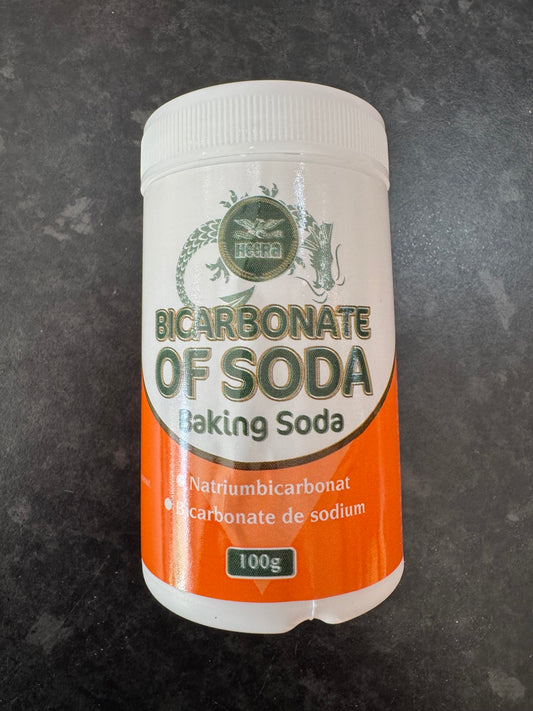 Heera
BICARBONATE
OF SODA
Baking Soda
• Natriumbicarbonat
• Bicarbonate de sodium
100g